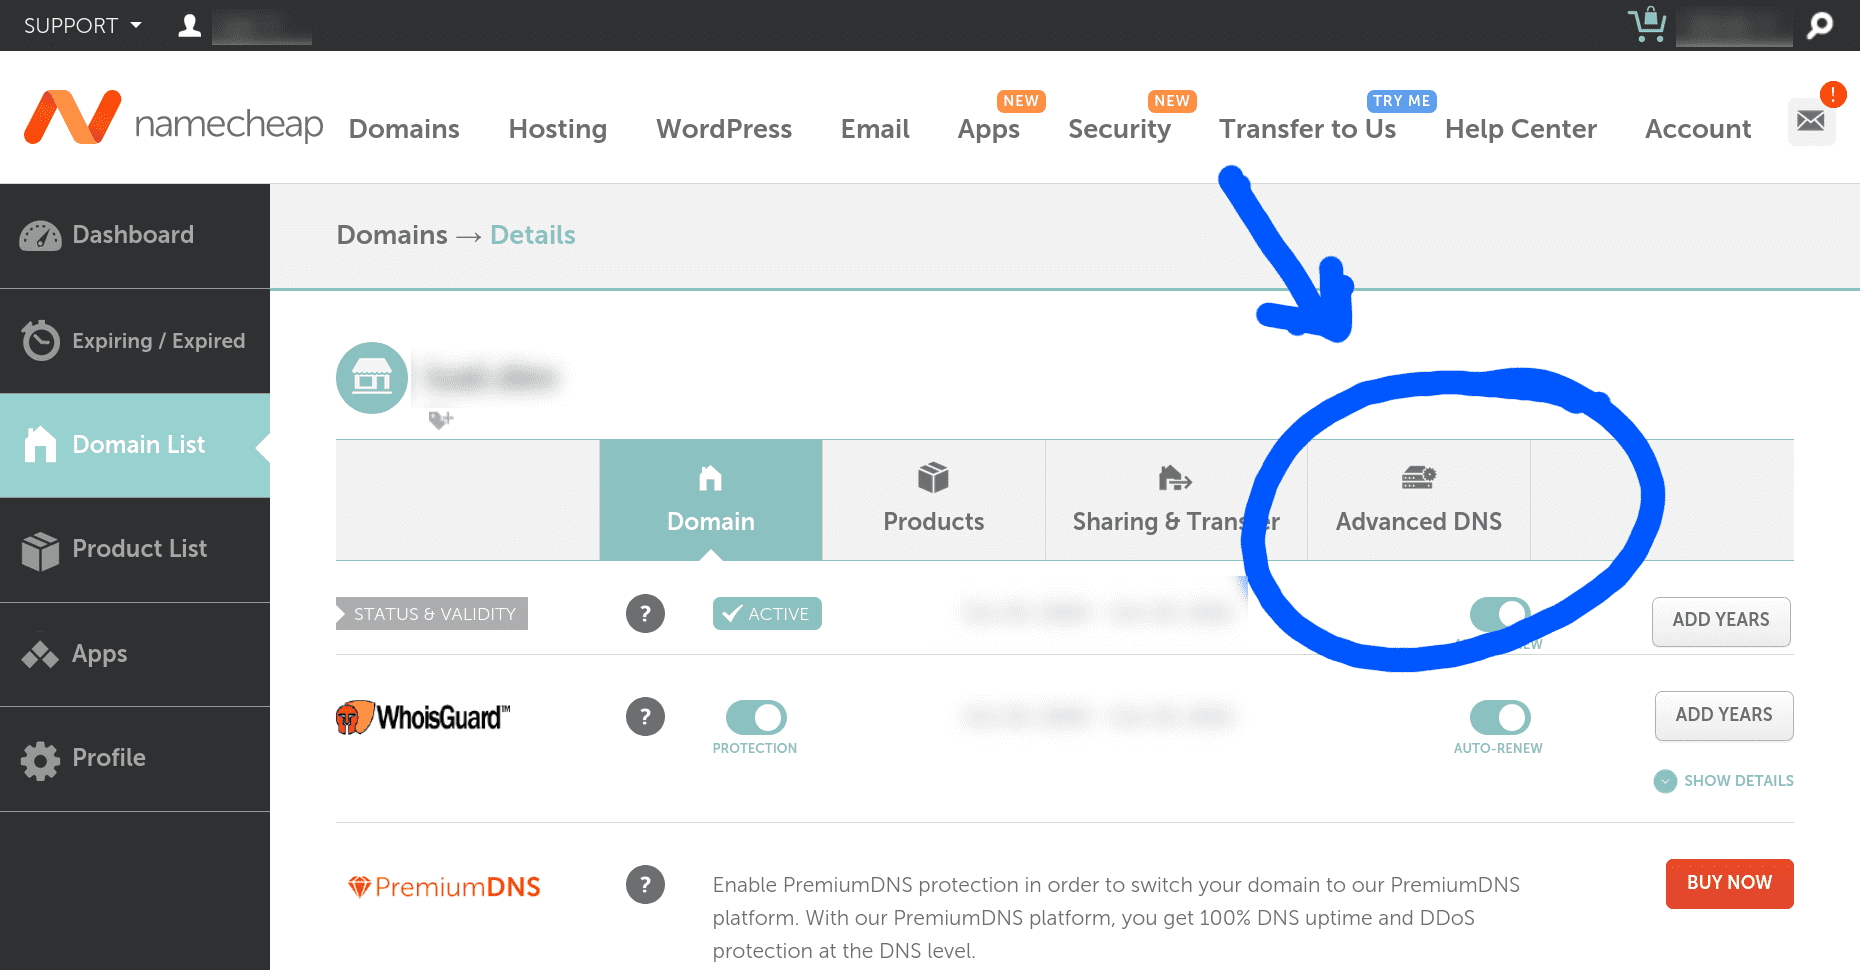 SUPPORT
NEW NEW TRY ME !
namecheap Domains Hosting WordPress Email Apps Security Transfer to Us Help Center Account
Dashboard
Domains → Details
Expiring / Expired
Domain List
Domain Products Sharing & Transfer Advanced DNS
Product List
STATUS & VALIDITY ? ACTIVE ADD YEARS
Apps
WhoisGuard™ ? ADD YEARS
PROTECTION AUTO-RENEW
Profile
SHOW DETAILS
PremiumDNS ? Enable PremiumDNS protection in order to switch your domain to our PremiumDNS BUY NOW
platform. With our PremiumDNS platform, you get 100% DNS uptime and DDoS
protection at the DNS level.